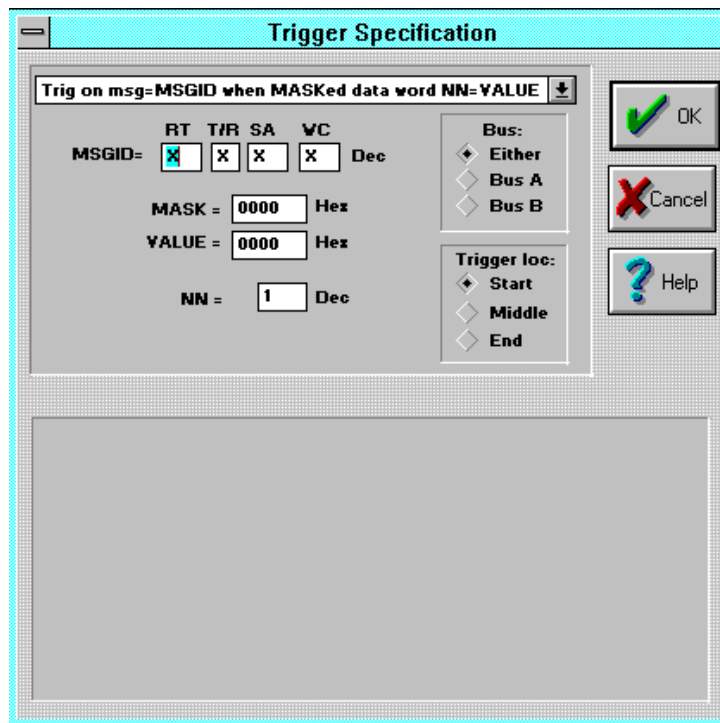 Trigger Specification
Trig on msg=MSGID when MASKed data word NN=VALUE
RT T/R SA WC
MSGID= X X X X Dec
MASK = 0000 Hex
VALUE = 0000 Hex
NN = 1 Dec
Bus:
Either
Bus A
Bus B
Trigger loc:
Start
Middle
End
OK
Cancel
Help